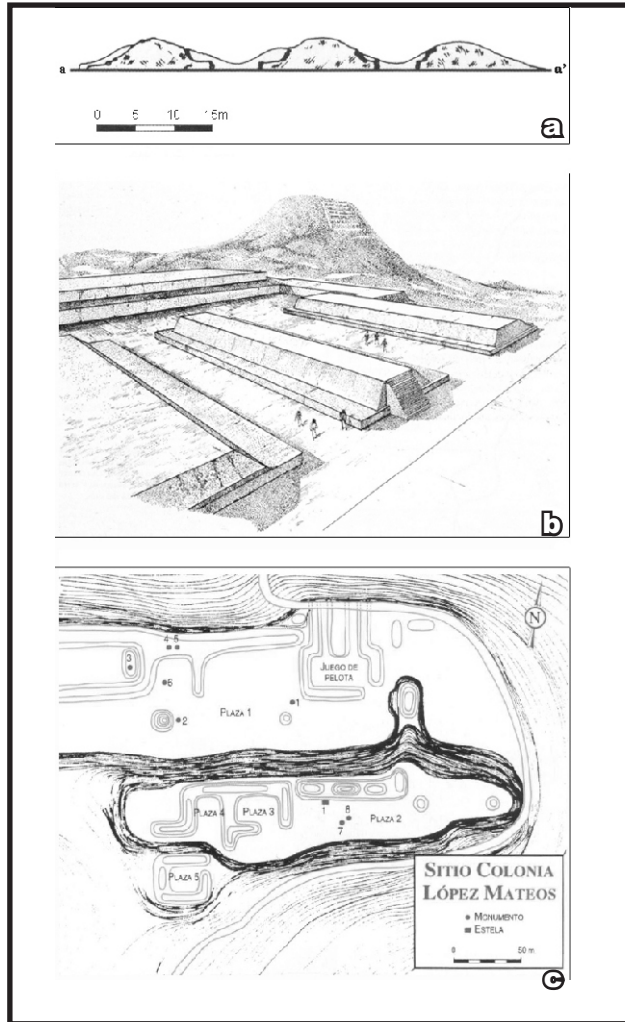 a a'
0 5 10 15m
a
b
N
4 5
3
JUEGO DE
PELOTA
6
1
PLAZA 1
2
PLAZA 4 PLAZA 3
1 8
7 PLAZA 2
PLAZA 5
SITIO COLONIA
LÓPEZ MATEOS
MONUMENTO
ESTELA
0 50 m
c